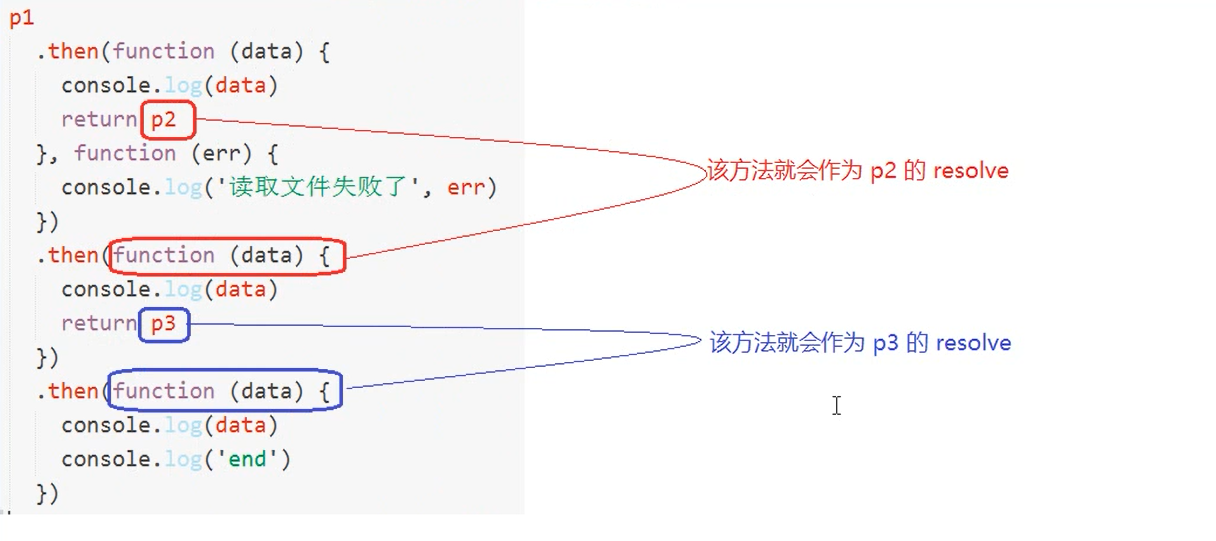 p1
.then(function (data) {
console.log(data)
return p2
}, function (err) {
console.log('读取文件失败了', err)
})
.then(function (data) {
console.log(data)
return p3
})
.then(function (data) {
console.log(data)
console.log('end')
})
该方法就会作为 p2 的 resolve
该方法就会作为 p3 的 resolve